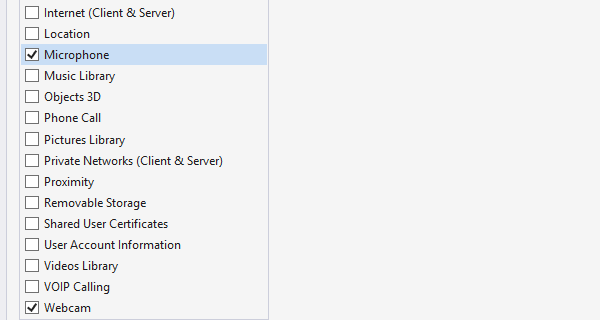 Internet (Client & Server)
Location
Microphone
Music Library
Objects 3D
Phone Call
Pictures Library
Private Networks (Client & Server)
Proximity
Removable Storage
Shared User Certificates
User Account Information
Videos Library
VOIP Calling
Webcam